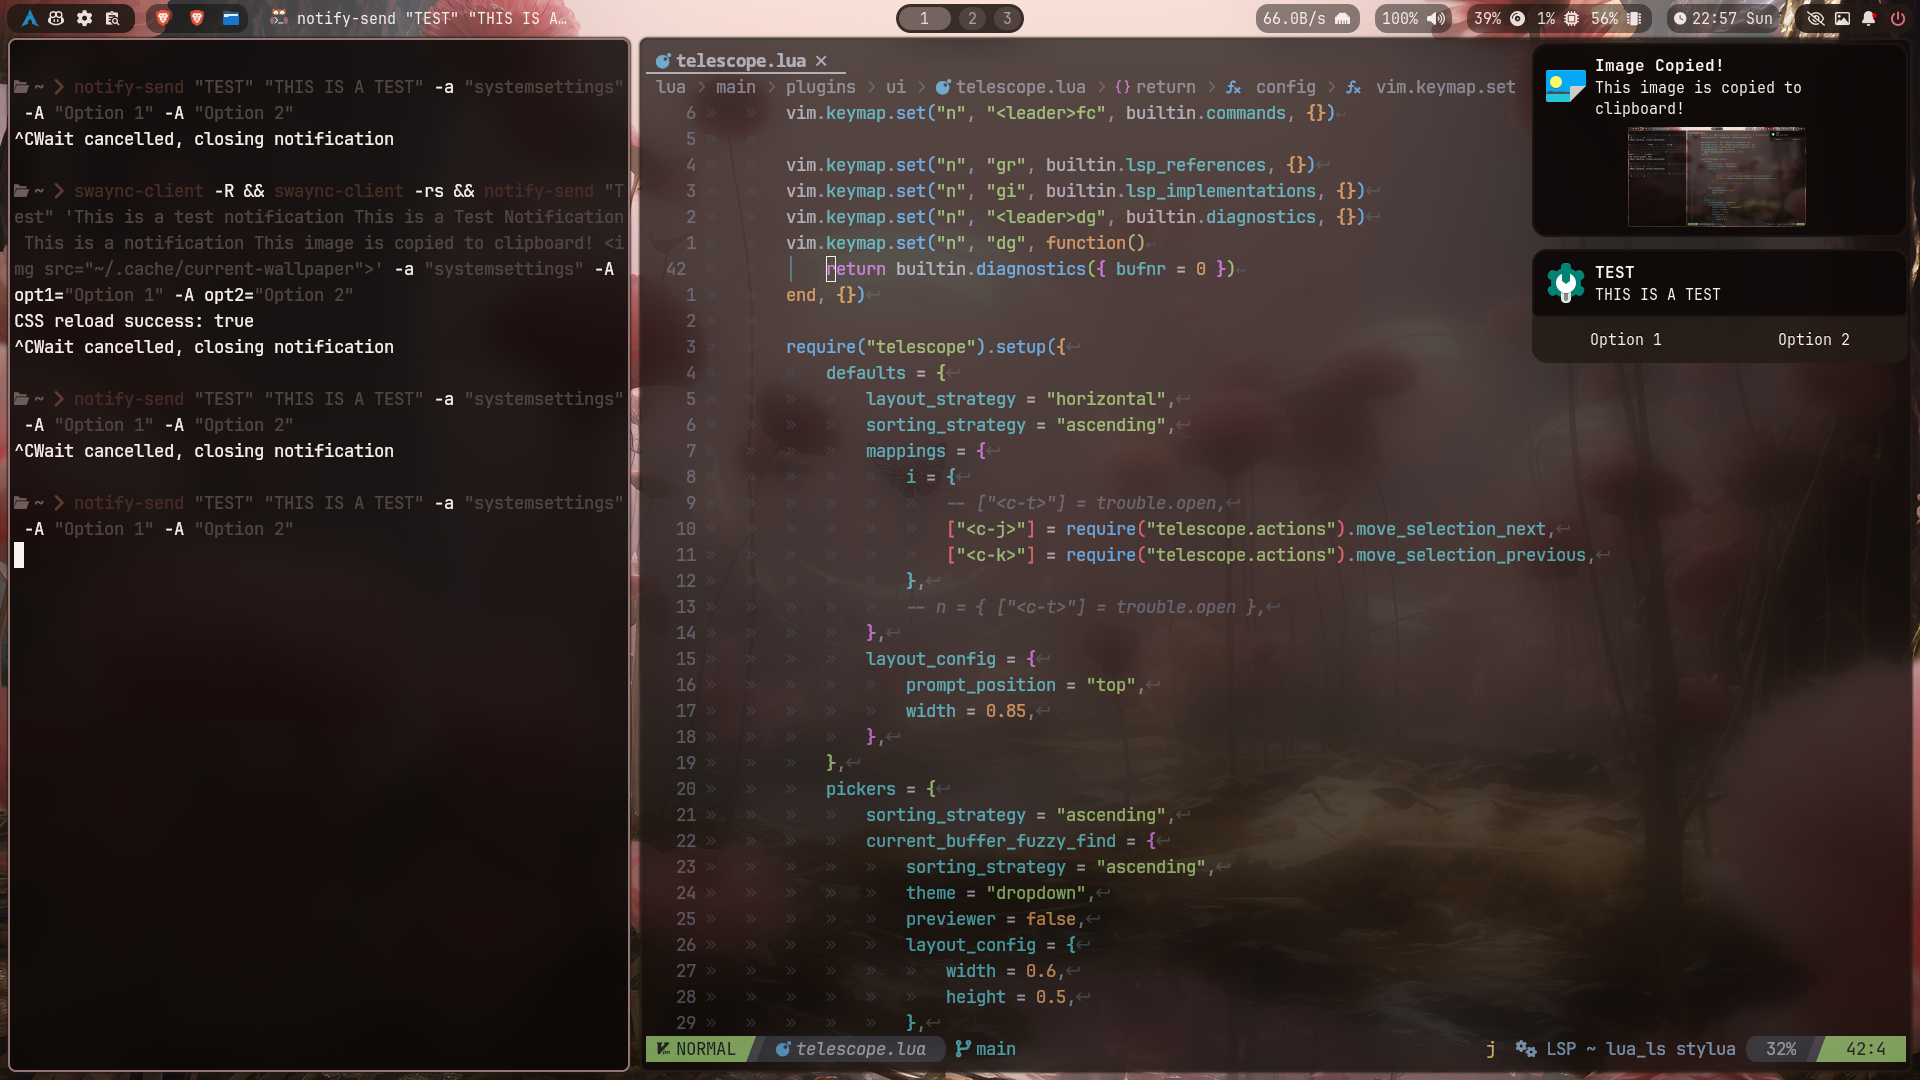 notify-send "TEST" "THIS IS A…
1 2 3
66.0B/s 100% 39% 1% 56% 22:57 Sun
~ ❯ notify-send "TEST" "THIS IS A TEST" -a "systemsettings"
-A "Option 1" -A "Option 2"
^CWait cancelled, closing notification
~ ❯ swaync-client -R && swaync-client -rs && notify-send "T
est" 'This is a test notification This is a Test Notification
This is a notification This image is copied to clipboard! <i
mg src="~/.cache/current-wallpaper">' -a "systemsettings" -A
opt1="Option 1" -A opt2="Option 2"
CSS reload success: true
^CWait cancelled, closing notification
~ ❯ notify-send "TEST" "THIS IS A TEST" -a "systemsettings"
-A "Option 1" -A "Option 2"
^CWait cancelled, closing notification
~ ❯ notify-send "TEST" "THIS IS A TEST" -a "systemsettings"
-A "Option 1" -A "Option 2"
telescope.lua ✕
lua > main > plugins > ui > telescope.lua > {} return > fx config > fx vim.keymap.set
6 » » vim.keymap.set("n", "<leader>fc", builtin.commands, {})↩
5 »
4 » » vim.keymap.set("n", "gr", builtin.lsp_references, {})↩
3 » » vim.keymap.set("n", "gi", builtin.lsp_implementations, {})↩
2 » » vim.keymap.set("n", "<leader>dg", builtin.diagnostics, {})↩
1 » » vim.keymap.set("n", "dg", function()↩
42 » » │ return builtin.diagnostics({ bufnr = 0 })↩
1 » » end, {})↩
2 »
3 » » require("telescope").setup({↩
4 » » » defaults = {↩
5 » » » » layout_strategy = "horizontal",↩
6 » » » » sorting_strategy = "ascending",↩
7 » » » » mappings = {↩
8 » » » » » i = {↩
9 » » » » » » -- ["<c-t>"] = trouble.open,↩
10 » » » » » » ["<c-j>"] = require("telescope.actions").move_selection_next,↩
11 » » » » » » ["<c-k>"] = require("telescope.actions").move_selection_previous,↩
12 » » » » » },↩
13 » » » » » -- n = { ["<c-t>"] = trouble.open },↩
14 » » » » },↩
15 » » » » layout_config = {↩
16 » » » » » prompt_position = "top",↩
17 » » » » » width = 0.85,↩
18 » » » » },↩
19 » » » },↩
20 » » » pickers = {↩
21 » » » » sorting_strategy = "ascending",↩
22 » » » » current_buffer_fuzzy_find = {↩
23 » » » » » sorting_strategy = "ascending",↩
24 » » » » » theme = "dropdown",↩
25 » » » » » previewer = false,↩
26 » » » » » layout_config = {↩
27 » » » » » » width = 0.6,↩
28 » » » » » » height = 0.5,↩
29 » » » » » },↩
NORMAL telescope.lua main j LSP ~ lua_ls stylua 32% 42:4
Image Copied!
This image is copied to
clipboard!
TEST
THIS IS A TEST
Option 1 Option 2